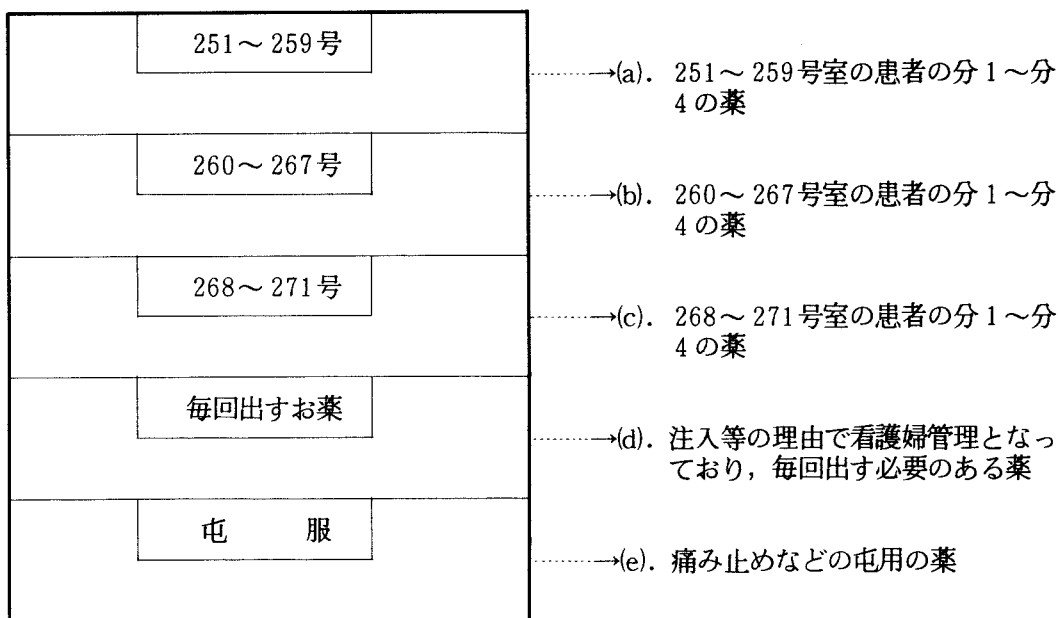 251～259号
(a). 251～259号室の患者の分1～分
4の薬
260～267号
(b). 260～267号室の患者の分1～分
4の薬
268～271号
(c). 268～271号室の患者の分1～分
4の薬
毎回出すお薬
(d). 注入等の理由で看護婦管理となっ
ており，毎回出す必要のある薬
屯　　服
(e). 痛み止めなどの屯用の薬